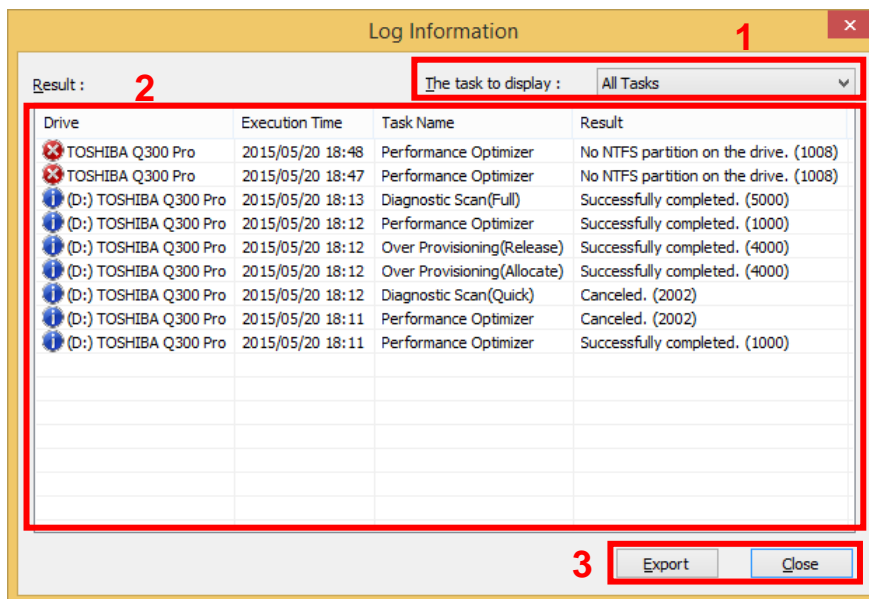 Log Information
1
Result :
2
The task to display :
All Tasks
Drive Execution Time Task Name Result
TOSHIBA Q300 Pro 2015/05/20 18:48 Performance Optimizer No NTFS partition on the drive. (1008)
TOSHIBA Q300 Pro 2015/05/20 18:47 Performance Optimizer No NTFS partition on the drive. (1008)
(D:) TOSHIBA Q300 Pro 2015/05/20 18:13 Diagnostic Scan(Full) Successfully completed. (5000)
(D:) TOSHIBA Q300 Pro 2015/05/20 18:12 Performance Optimizer Successfully completed. (1000)
(D:) TOSHIBA Q300 Pro 2015/05/20 18:12 Over Provisioning(Release) Successfully completed. (4000)
(D:) TOSHIBA Q300 Pro 2015/05/20 18:12 Over Provisioning(Allocate) Successfully completed. (4000)
(D:) TOSHIBA Q300 Pro 2015/05/20 18:12 Diagnostic Scan(Quick) Canceled. (2002)
(D:) TOSHIBA Q300 Pro 2015/05/20 18:11 Performance Optimizer Canceled. (2002)
(D:) TOSHIBA Q300 Pro 2015/05/20 18:11 Performance Optimizer Successfully completed. (1000)
3
Export Close